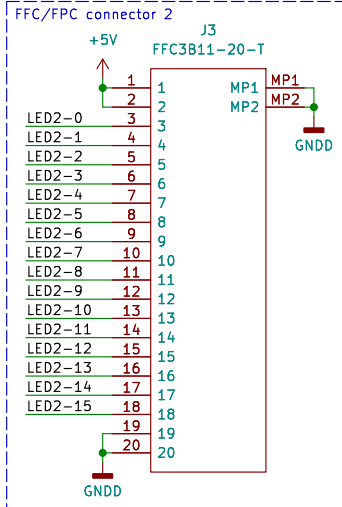 FFC/FPC connector 2
J3
+5V
FFC3B11-20-T
1 1 MP1 MP1
2 2 MP2 MP2
LED2-0 3 3
LED2-1 4 4 GNDD
LED2-2 5 5
LED2-3 6 6
LED2-4 7 7
LED2-5 8 8
LED2-6 9 9
LED2-7 10 10
LED2-8 11 11
LED2-9 12 12
LED2-10 13 13
LED2-11 14 14
LED2-12 15 15
LED2-13 16 16
LED2-14 17 17
LED2-15 18 18
19 19
20 20
GNDD